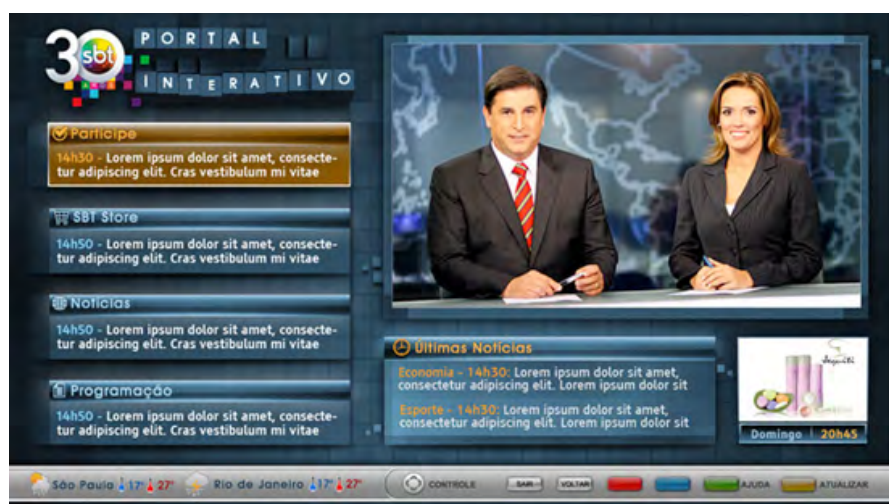 30 sbt
ANOS
PORTAL
INTERATIVO
Participe
14h30 - Lorem ipsum dolor sit amet, consecte-
tur adipiscing elit. Cras vestibulum mi vitae
SBT Store
14h50 - Lorem ipsum dolor sit amet, consecte-
tur adipiscing elit. Cras vestibulum mi vitae
Notícias
14h50 - Lorem ipsum dolor sit amet, consecte-
tur adipiscing elit. Cras vestibulum mi vitae
Programação
14h50 - Lorem ipsum dolor sit amet, consecte-
tur adipiscing elit. Cras vestibulum mi vitae
Últimas Notícias
Economia - 14h30: Lorem ipsum dolor sit amet,
consectetur adipiscing elit. Lorem ipsum dolor sit
Esporte - 14h30: Lorem ipsum dolor sit amet,
consectetur adipiscing elit. Lorem ipsum dolor sit
Jequiti
Domingo 20h45
São Paulo 17° 27° Rio de Janeiro 17° 27° CONTROLE SAIR VOLTAR AJUDA ATUALIZAR